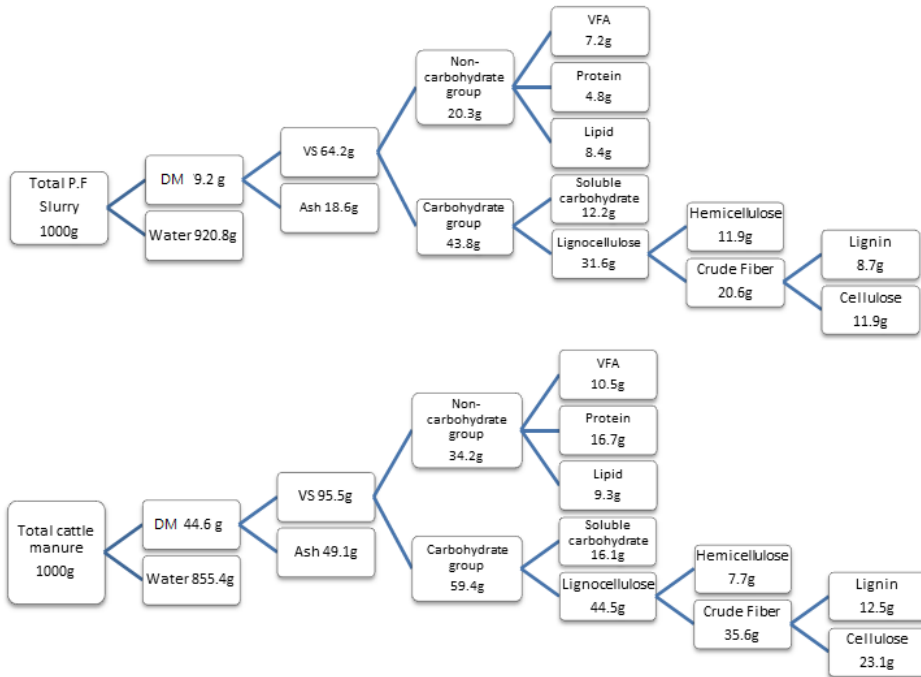 Total P.F
Slurry
1000g
DM 9.2 g
Water 920.8g
VS 64.2g
Ash 18.6g
Non-
carbohydrate
group
20.3g
Carbohydrate
group
43.8g
VFA
7.2g
Protein
4.8g
Lipid
8.4g
Soluble
carbohydrate
12.2g
Lignocellulose
31.6g
Hemicellulose
11.9g
Crude Fiber
20.6g
Lignin
8.7g
Cellulose
11.9g
Total cattle
manure
1000g
DM 44.6 g
Water 855.4g
VS 95.5g
Ash 49.1g
Non-
carbohydrate
group
34.2g
Carbohydrate
group
59.4g
VFA
10.5g
Protein
16.7g
Lipid
9.3g
Soluble
carbohydrate
16.1g
Lignocellulose
44.5g
Hemicellulose
7.7g
Crude Fiber
35.6g
Lignin
12.5g
Cellulose
23.1g